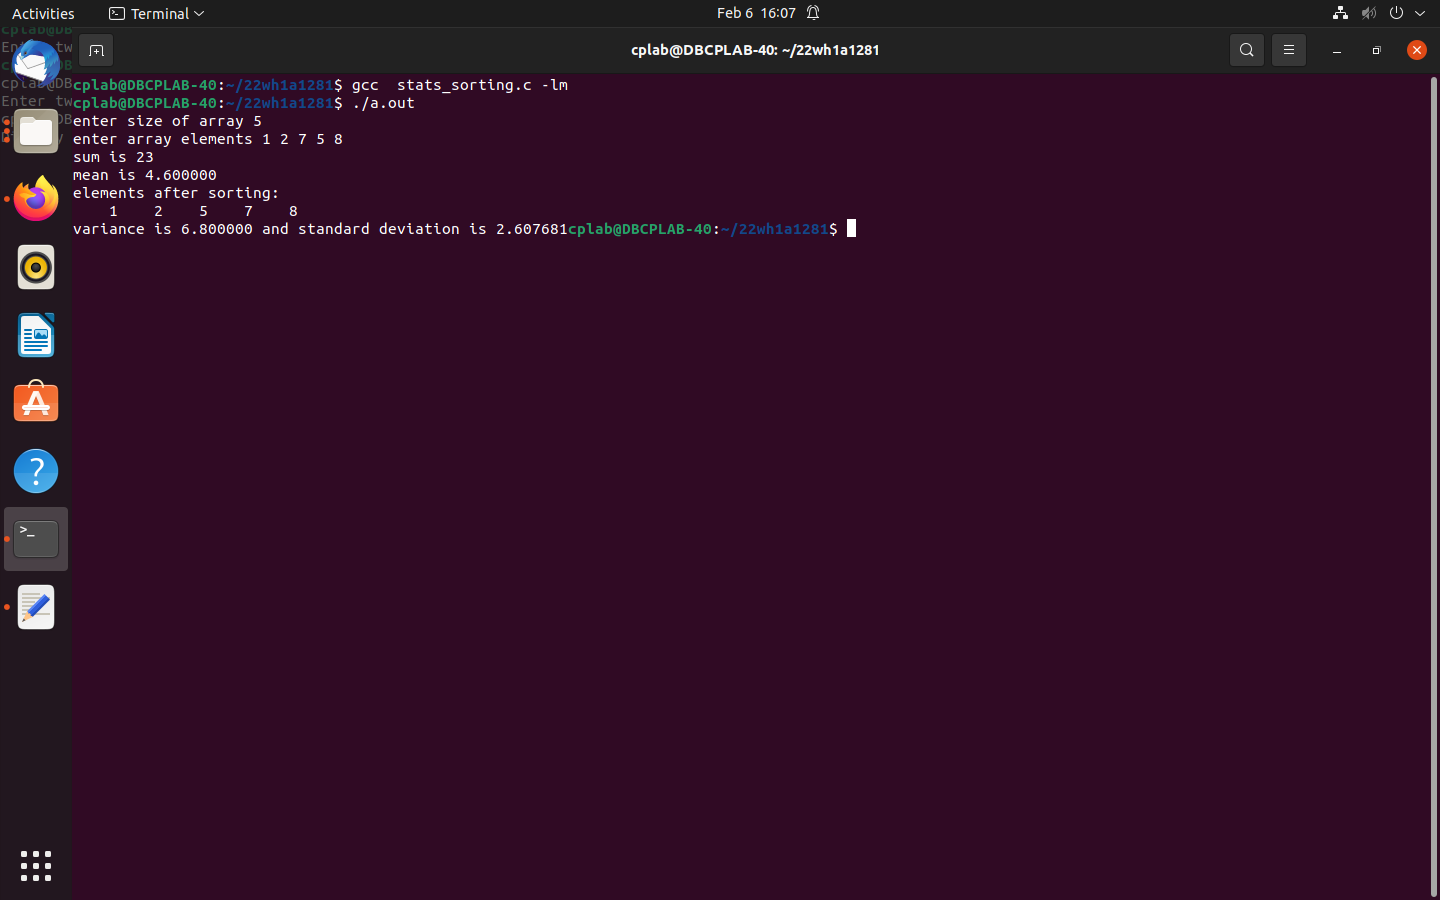 Activities Terminal Feb 6 16:07
cplab@DBCPLAB-40: ~/22wh1a1281
cplab@DBCPLAB-40:~/22wh1a1281$ gcc  stats_sorting.c -lm
cplab@DBCPLAB-40:~/22wh1a1281$ ./a.out
enter size of array 5
enter array elements 1 2 7 5 8
sum is 23
mean is 4.600000
elements after sorting:
    1    2    5    7    8
variance is 6.800000 and standard deviation is 2.607681cplab@DBCPLAB-40:~/22wh1a1281$